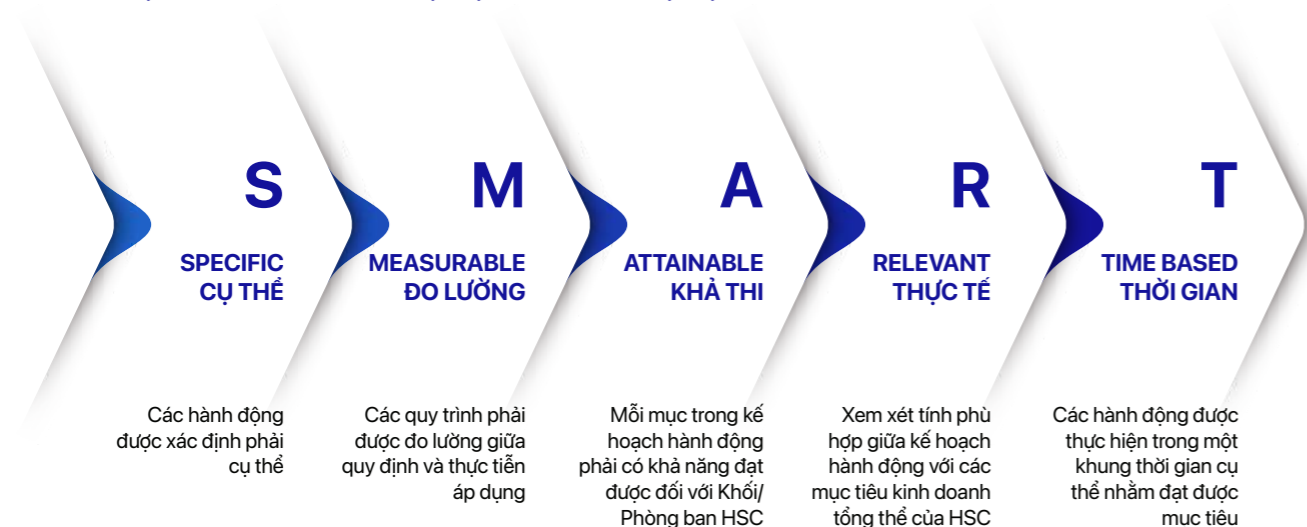 S
SPECIFIC
CỤ THỂ
Các hành động
được xác định phải
cụ thể
M
MEASURABLE
ĐO LƯỜNG
Các quy trình phải
được đo lường giữa
quy định và thực tiễn
áp dụng
A
ATTAINABLE
KHẢ THI
Mỗi mục trong kế
hoạch hành động
phải có khả năng đạt
được đối với Khối/
Phòng ban HSC
R
RELEVANT
THỰC TẾ
Xem xét tính phù
hợp giữa kế hoạch
hành động với các
mục tiêu kinh doanh
tổng thể của HSC
T
TIME BASED
THỜI GIAN
Các hành động được
thực hiện trong một
khung thời gian cụ
thể nhằm đạt được
mục tiêu